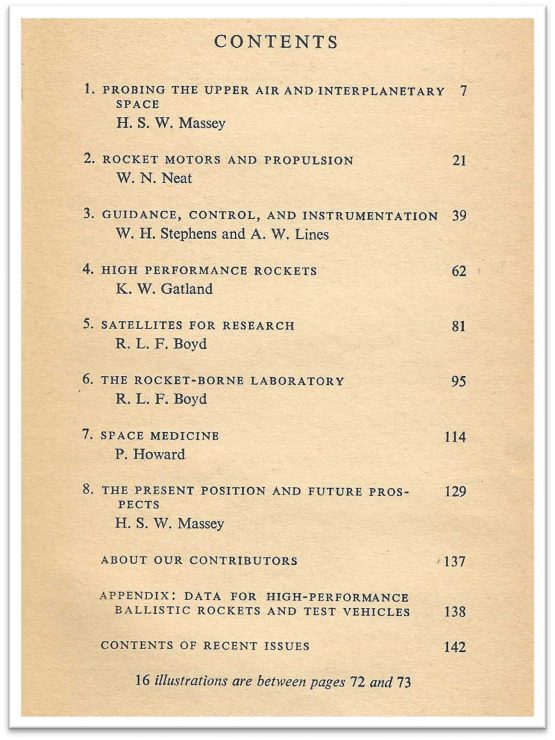 CONTENTS
1. PROBING THE UPPER AIR AND INTERPLANETARY 7
SPACE
H. S. W. Massey
2. ROCKET MOTORS AND PROPULSION 21
W. N. Neat
3. GUIDANCE, CONTROL, AND INSTRUMENTATION 39
W. H. Stephens and A. W. Lines
4. HIGH PERFORMANCE ROCKETS 62
K. W. Gatland
5. SATELLITES FOR RESEARCH 81
R. L. F. Boyd
6. THE ROCKET-BORNE LABORATORY 95
R. L. F. Boyd
7. SPACE MEDICINE 114
P. Howard
8. THE PRESENT POSITION AND FUTURE PROS- 129
PECTS
H. S. W. Massey
ABOUT OUR CONTRIBUTORS 137
APPENDIX: DATA FOR HIGH-PERFORMANCE
BALLISTIC ROCKETS AND TEST VEHICLES 138
CONTENTS OF RECENT ISSUES 142
16 illustrations are between pages 72 and 73